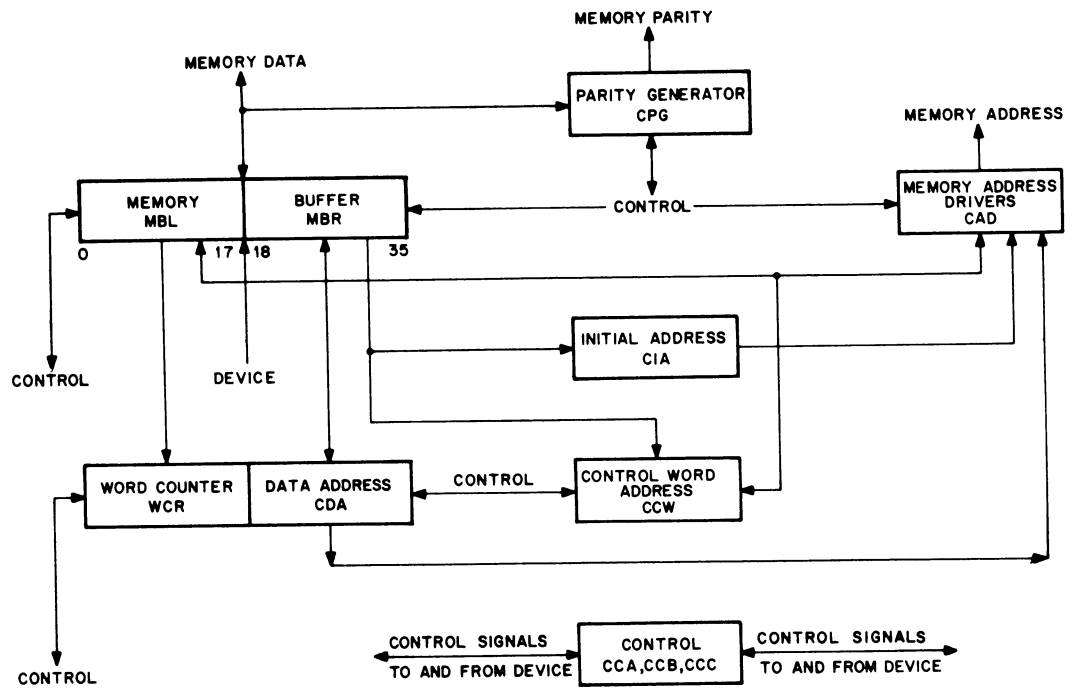 MEMORY PARITY
MEMORY DATA
PARITY GENERATOR
CPG
MEMORY ADDRESS
MEMORY
MBL
BUFFER
MBR
CONTROL
MEMORY ADDRESS
DRIVERS
CAD
0
17
18
35
INITIAL ADDRESS
CIA
CONTROL
DEVICE
WORD COUNTER
WCR
DATA ADDRESS
CDA
CONTROL
CONTROL WORD
ADDRESS
CCW
CONTROL SIGNALS
TO AND FROM DEVICE
CONTROL
CCA,CCB,CCC
CONTROL SIGNALS
TO AND FROM DEVICE
CONTROL